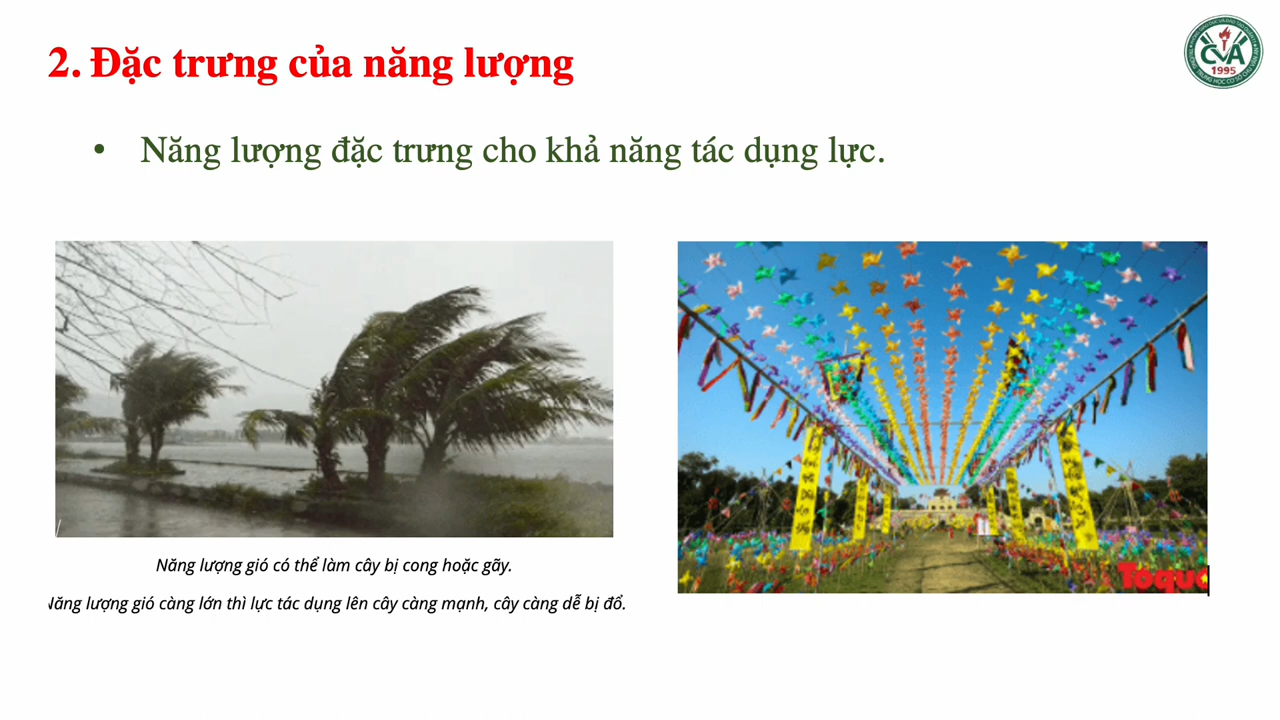 2. Đặc trưng của năng lượng
CVA
1995
• Năng lượng đặc trưng cho khả năng tác dụng lực.
Toquo
Năng lượng gió có thể làm cây bị cong hoặc gãy.
Năng lượng gió càng lớn thì lực tác dụng lên cây càng mạnh, cây càng dễ bị đổ.